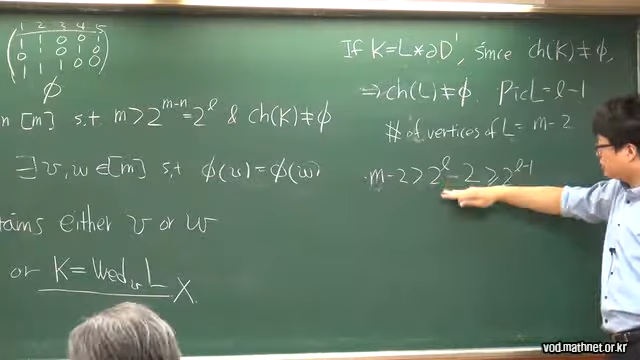 1 2 3 4 5
1 1 0 0 1
0 1 0 1 0
1 1 1 0 0
ϕ
n [m] s.t m > 2^{m-n} = 2^ℓ & ch(K) ≠ ϕ
∃ v, w ∈ [m] s.t ϕ(v) = ϕ(w)
either v or w
or K = Wed_v L X.
If K = L * ∂D^1, Since ch(K) ≠ ϕ,
⇒ ch(L) ≠ ϕ. Pic L = ℓ-1
# of vertices of L = m-2
m-2 > 2^ℓ - 2 ≥ 2^{ℓ-1}
vod.mathnet.or.kr